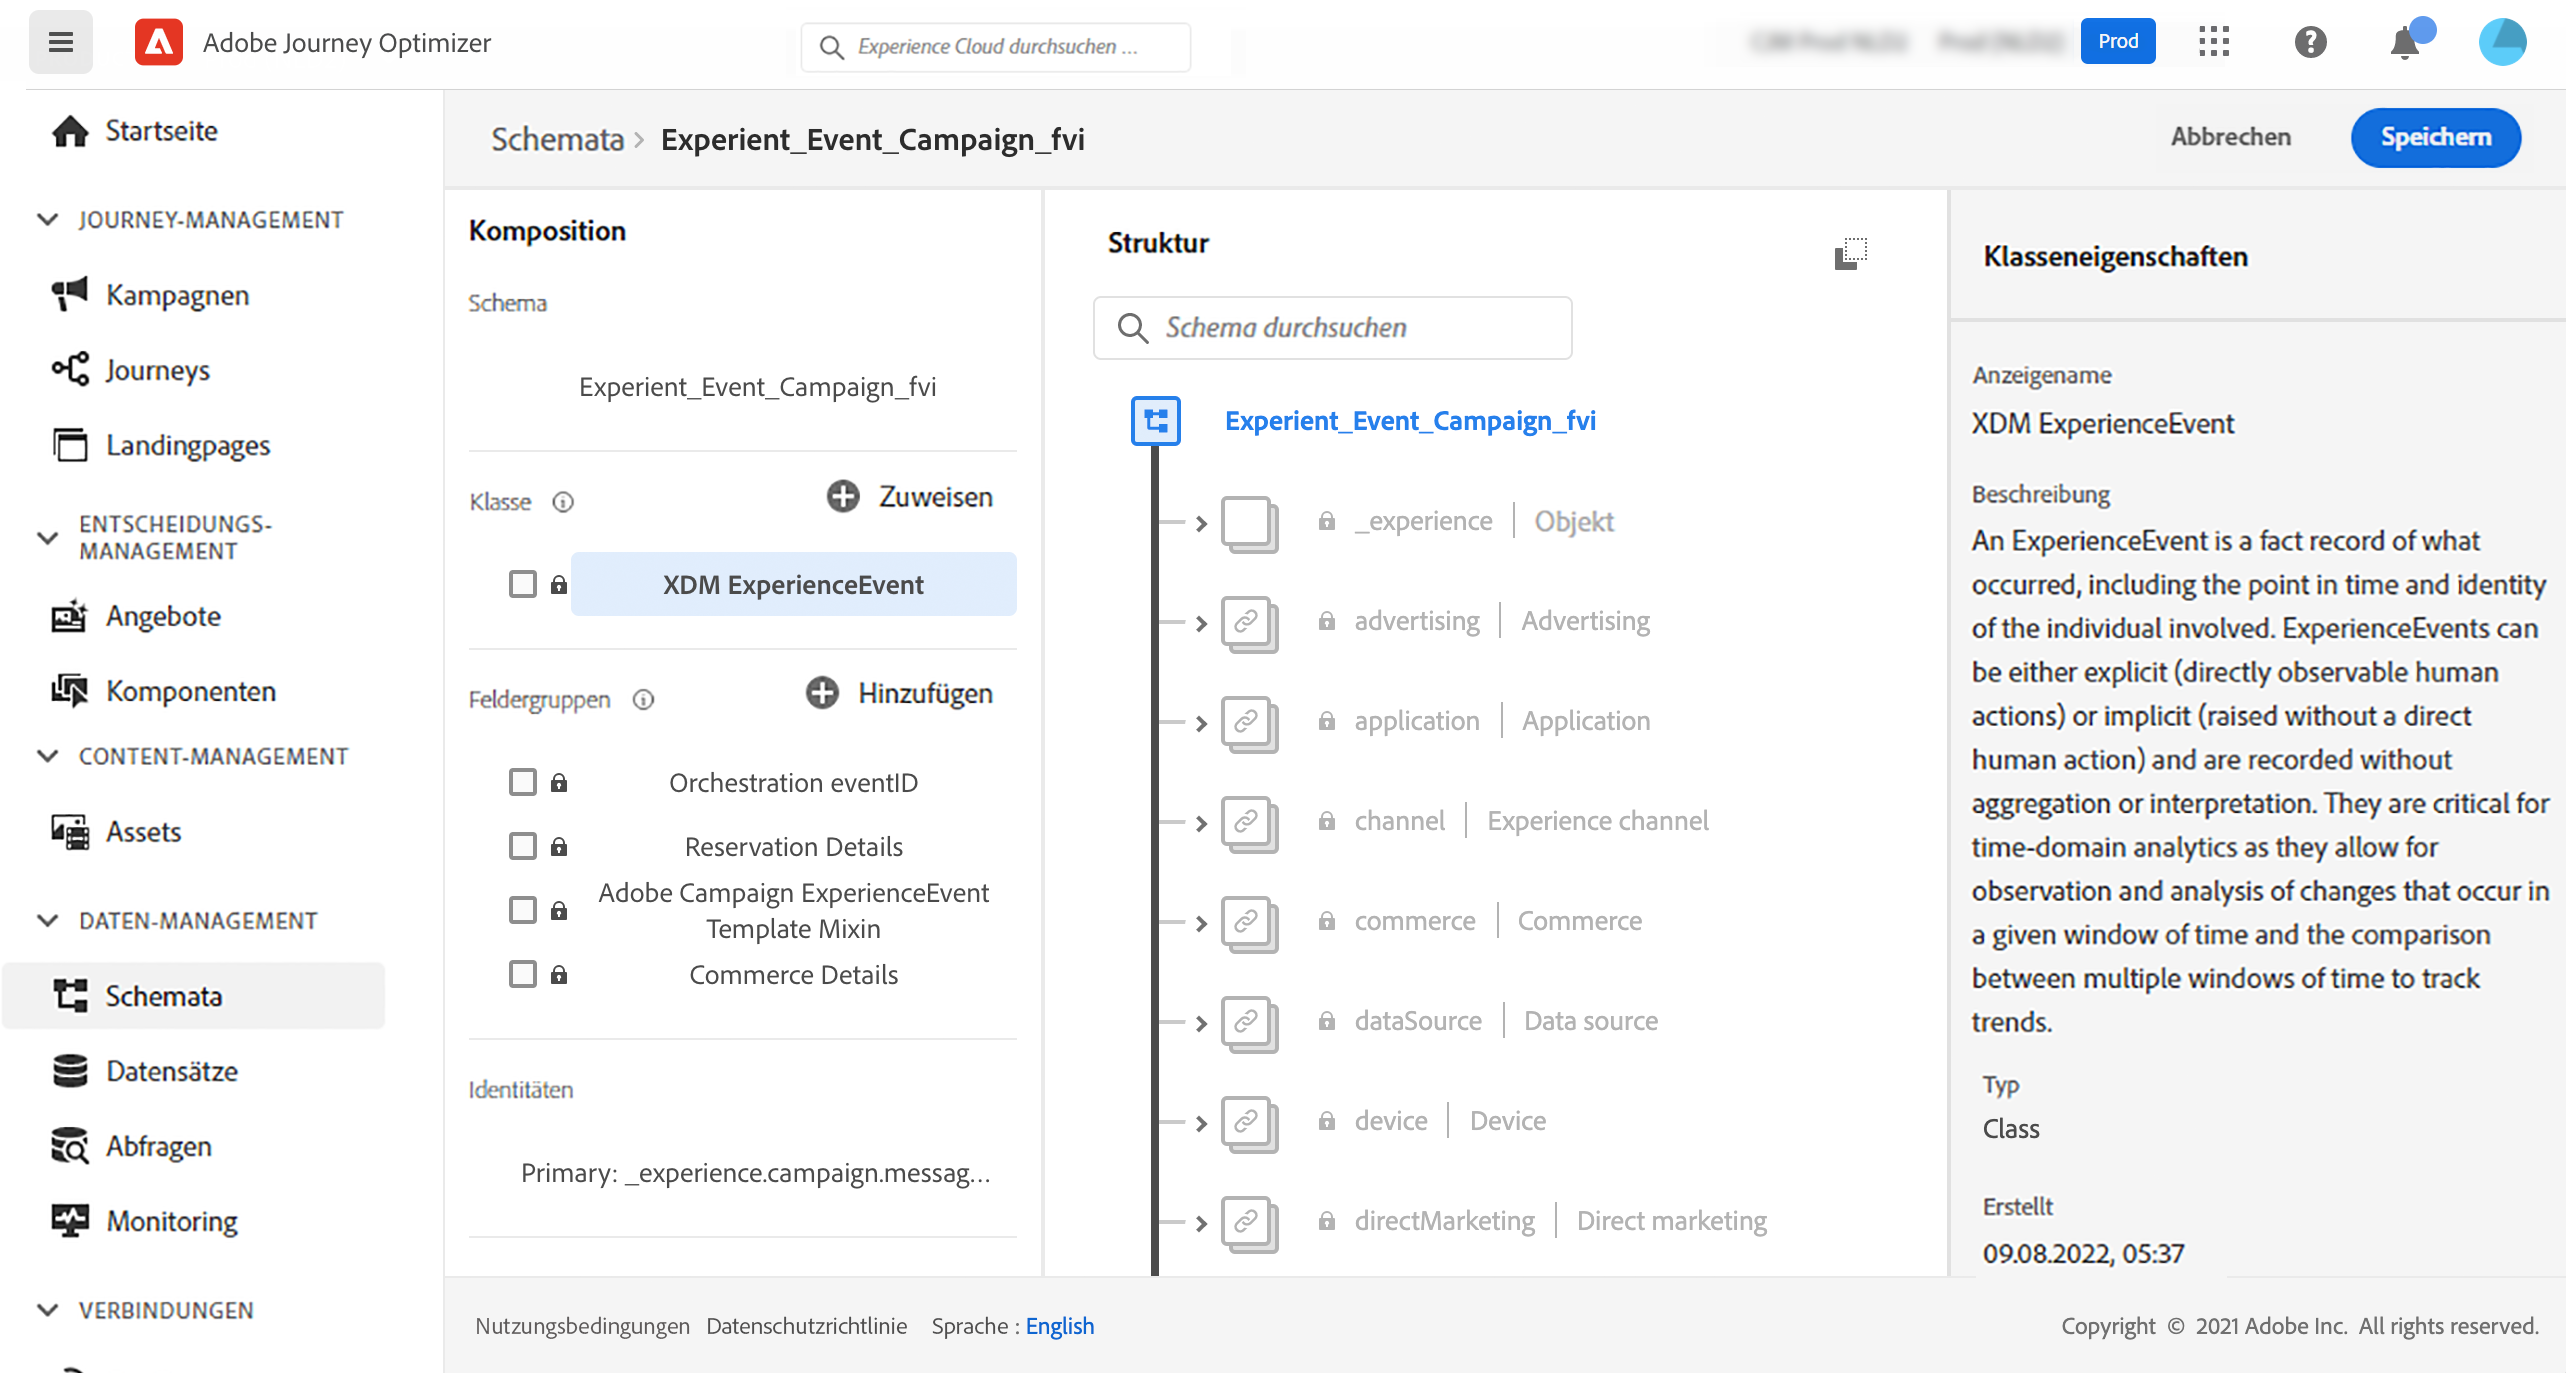 Adobe Journey Optimizer
Experience Cloud durchsuchen ...
Prod
Startseite
JOURNEY-MANAGEMENT
Kampagnen
Journeys
Landingpages
ENTSCHEIDUNGS-
MANAGEMENT
Angebote
Komponenten
CONTENT-MANAGEMENT
Assets
DATEN-MANAGEMENT
Schemata
Datensätze
Abfragen
Monitoring
VERBINDUNGEN
Schemata > Experient_Event_Campaign_fvi
Abbrechen
Speichern
Komposition
Schema
Experient_Event_Campaign_fvi
Klasse
Zuweisen
XDM ExperienceEvent
Feldergruppen
Hinzufügen
Orchestration eventID
Reservation Details
Adobe Campaign ExperienceEvent
Template Mixin
Commerce Details
Identitäten
Primary: _experience.campaign.messag...
Struktur
Schema durchsuchen
Experient_Event_Campaign_fvi
_experience | Objekt
advertising | Advertising
application | Application
channel | Experience channel
commerce | Commerce
dataSource | Data source
device | Device
directMarketing | Direct marketing
Klasseneigenschaften
Anzeigename
XDM ExperienceEvent
Beschreibung
An ExperienceEvent is a fact record of what
occurred, including the point in time and identity
of the individual involved. ExperienceEvents can
be either explicit (directly observable human
actions) or implicit (raised without a direct
human action) and are recorded without
aggregation or interpretation. They are critical for
time-domain analytics as they allow for
observation and analysis of changes that occur in
a given window of time and the comparison
between multiple windows of time to track
trends.
Typ
Class
Erstellt
09.08.2022, 05:37
Nutzungsbedingungen Datenschutzrichtlinie Sprache : English
Copyright © 2021 Adobe Inc. All rights reserved.